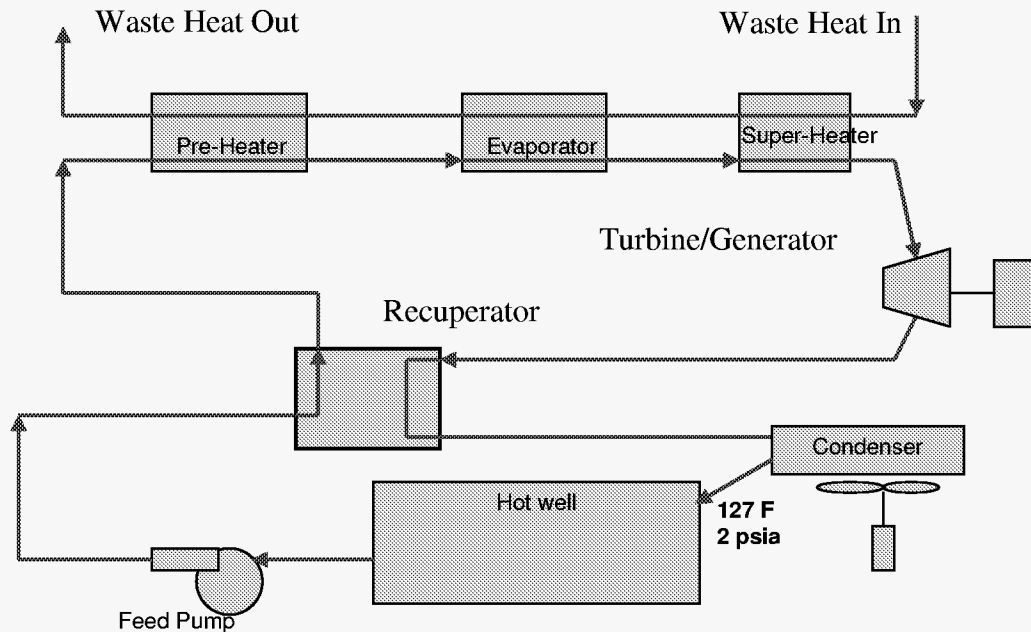 Waste Heat Out
Waste Heat In
Pre-Heater
Evaporator
Super-Heater
Turbine/Generator
Recuperator
Condenser
Hot well
127 F
2 psia
Feed Pump